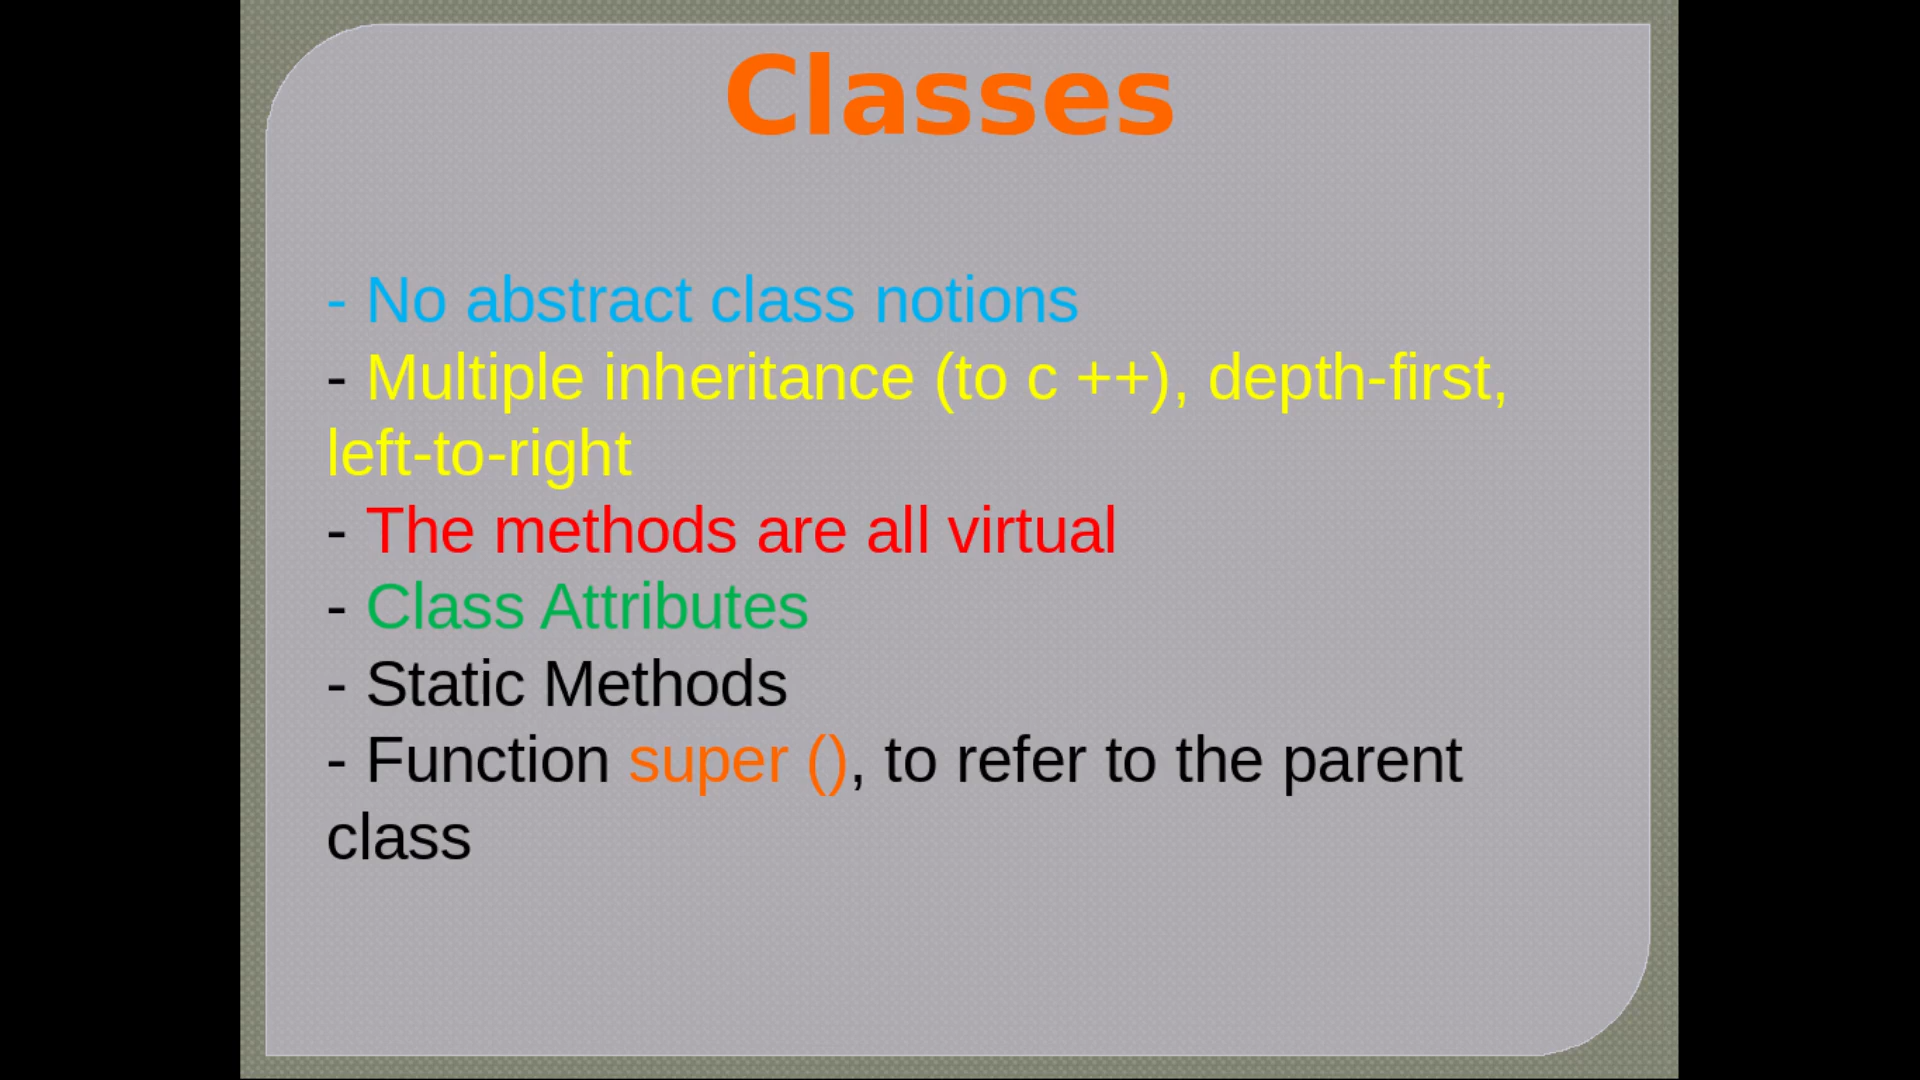 Classes
- No abstract class notions
- Multiple inheritance (to c ++), depth-first,
left-to-right
- The methods are all virtual
- Class Attributes
- Static Methods
- Function super (), to refer to the parent
class